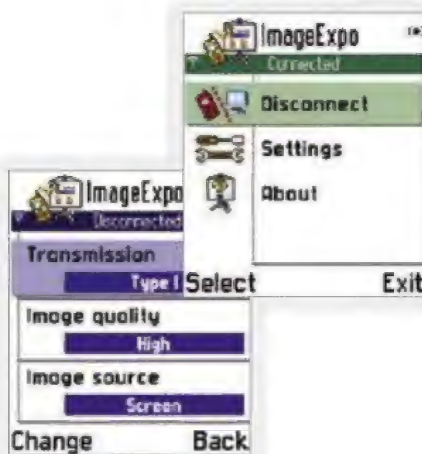 ImageExpo
Connected
Disconnect
Settings
About
Select Exit
ImageExpo
Disconnected
Transmission
Type I
Image quality
High
Image source
Screen
Change Back